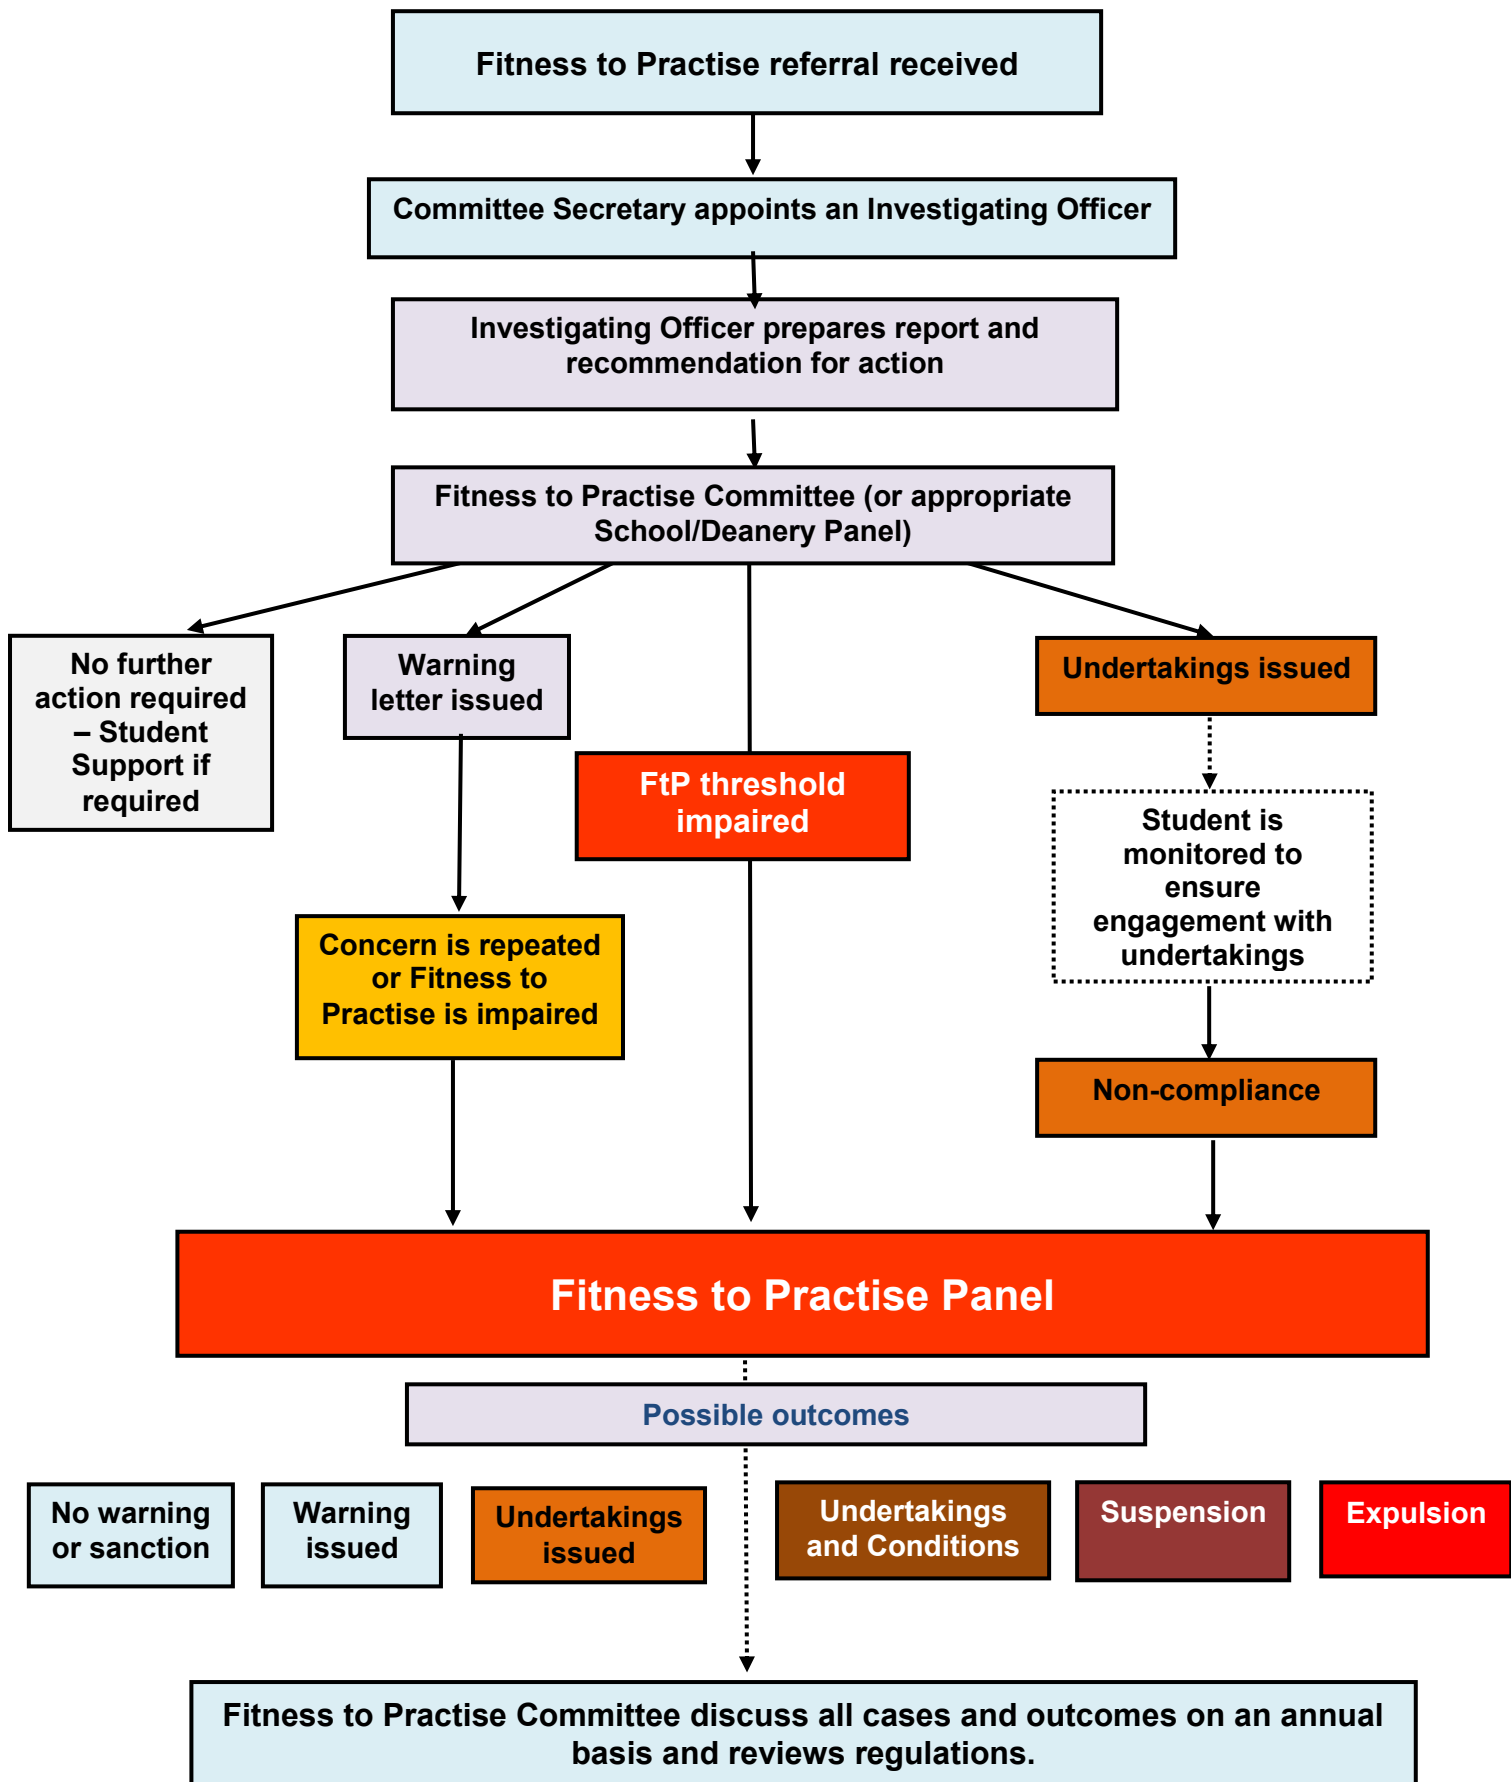 Fitness to Practise referral received
Committee Secretary appoints an Investigating Officer
Investigating Officer prepares report and
recommendation for action
Fitness to Practise Committee (or appropriate
School/Deanery Panel)
No further
action required
– Student
Support if
required
Warning
letter issued
FtP threshold
impaired
Undertakings issued
Student is
monitored to
ensure
engagement with
undertakings
Concern is repeated
or Fitness to
Practise is impaired
Non-compliance
Fitness to Practise Panel
Possible outcomes
No warning
or sanction
Warning
issued
Undertakings
issued
Undertakings
and Conditions
Suspension
Expulsion
Fitness to Practise Committee discuss all cases and outcomes on an annual
basis and reviews regulations.